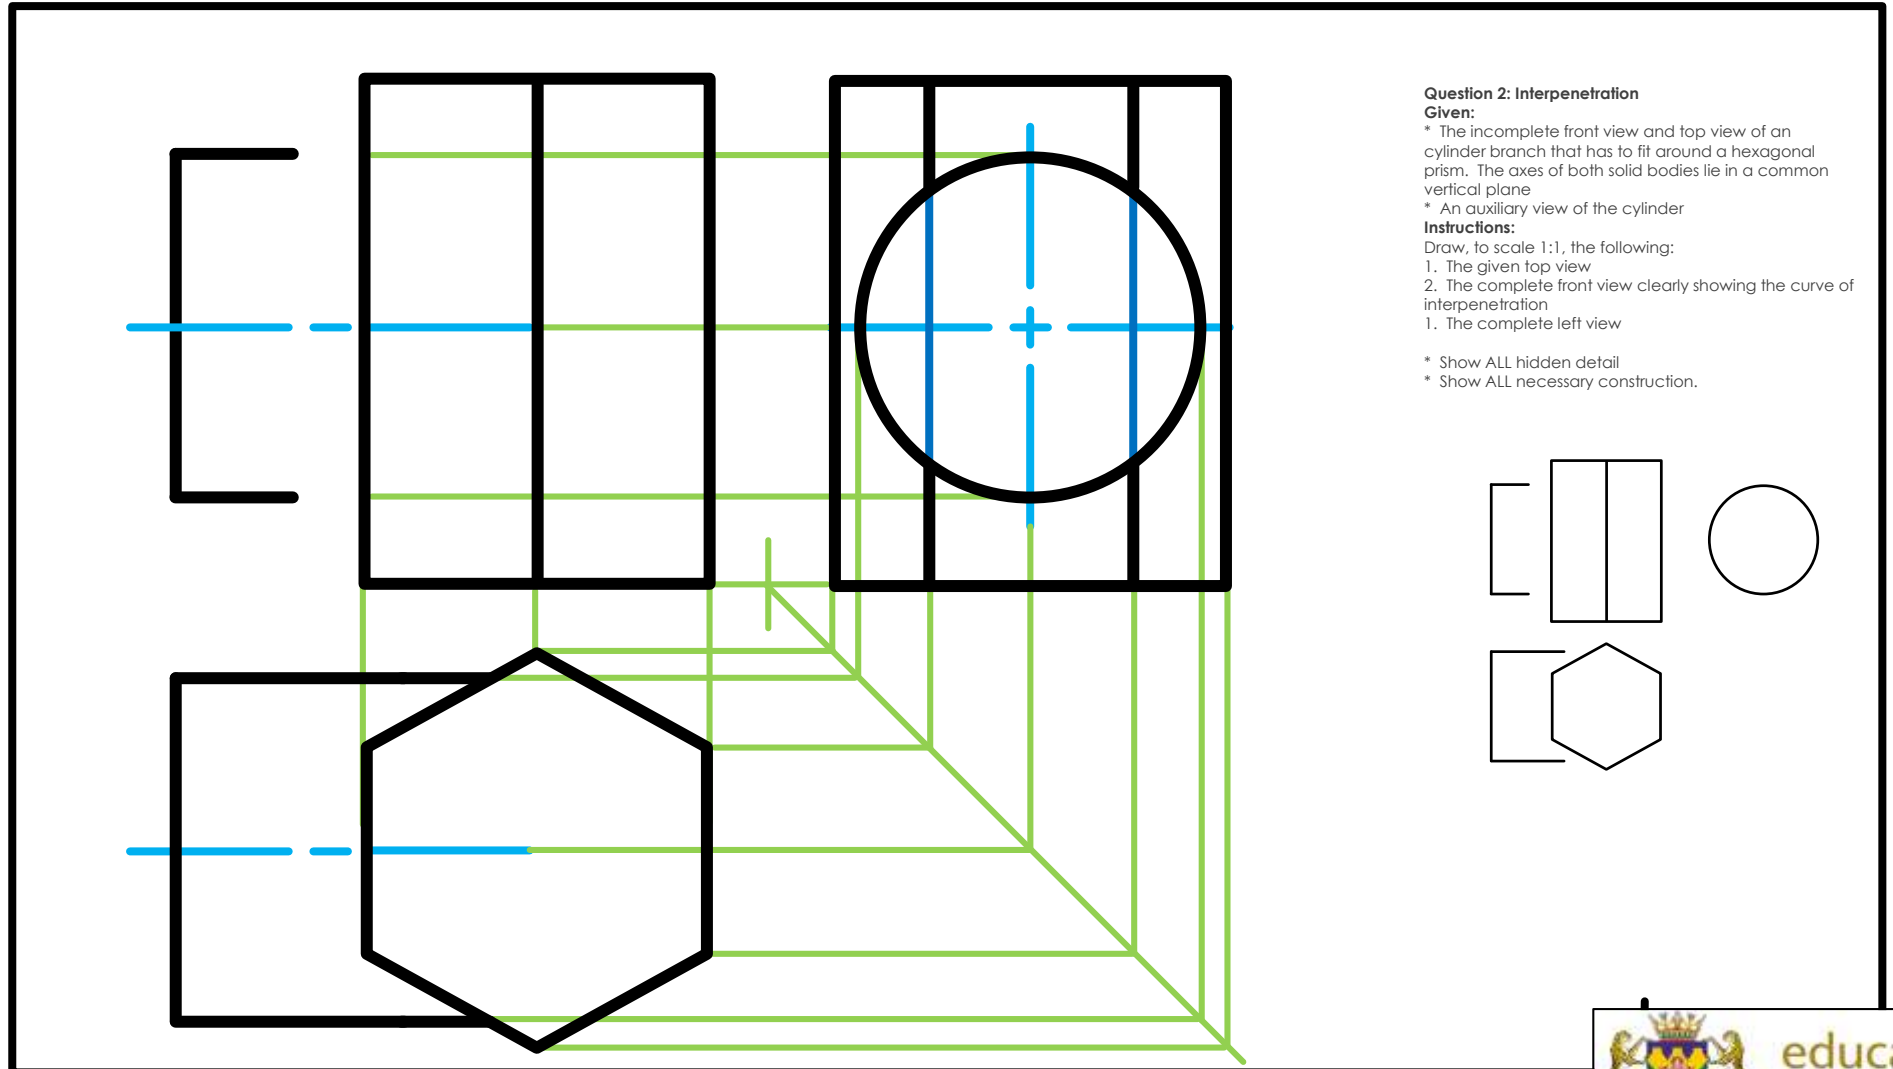 Question 2: Interpenetration
Given:
* The incomplete front view and top view of an
cylinder branch that has to fit around a hexagonal
prism. The axes of both solid bodies lie in a common
vertical plane
* An auxiliary view of the cylinder
Instructions:
Draw, to scale 1:1, the following:
1. The given top view
2. The complete front view clearly showing the curve of
interpenetration
1. The complete left view
* Show ALL hidden detail
* Show ALL necessary construction.